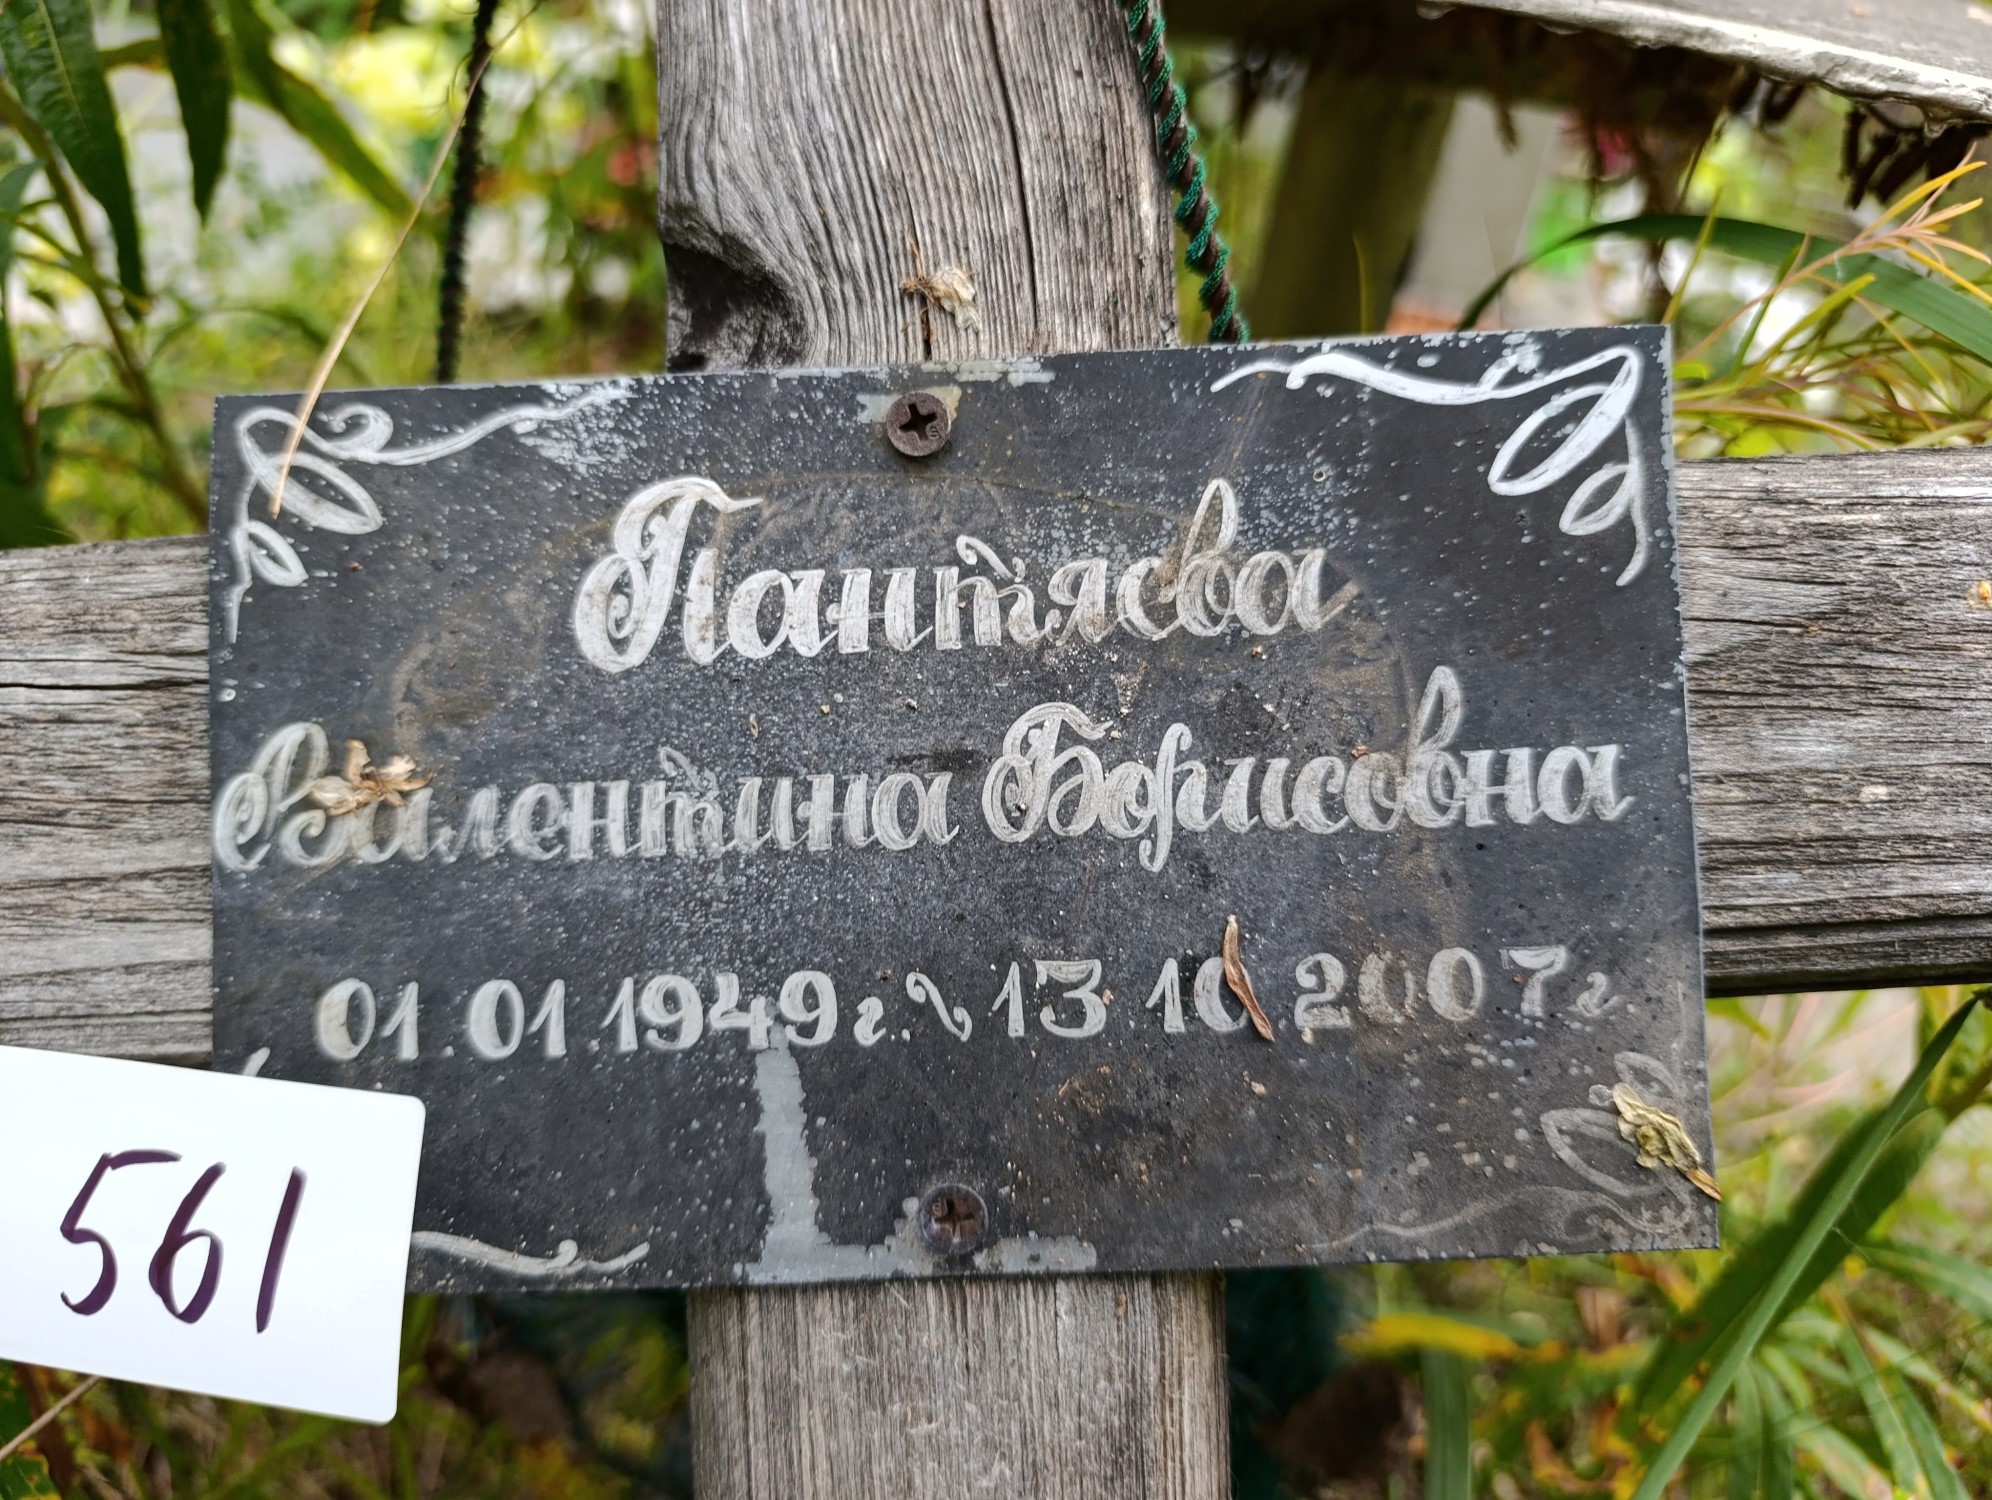 Пантяева
Валентина Борисовна
01.01.1949г. ~ 13.10.2007г.
561